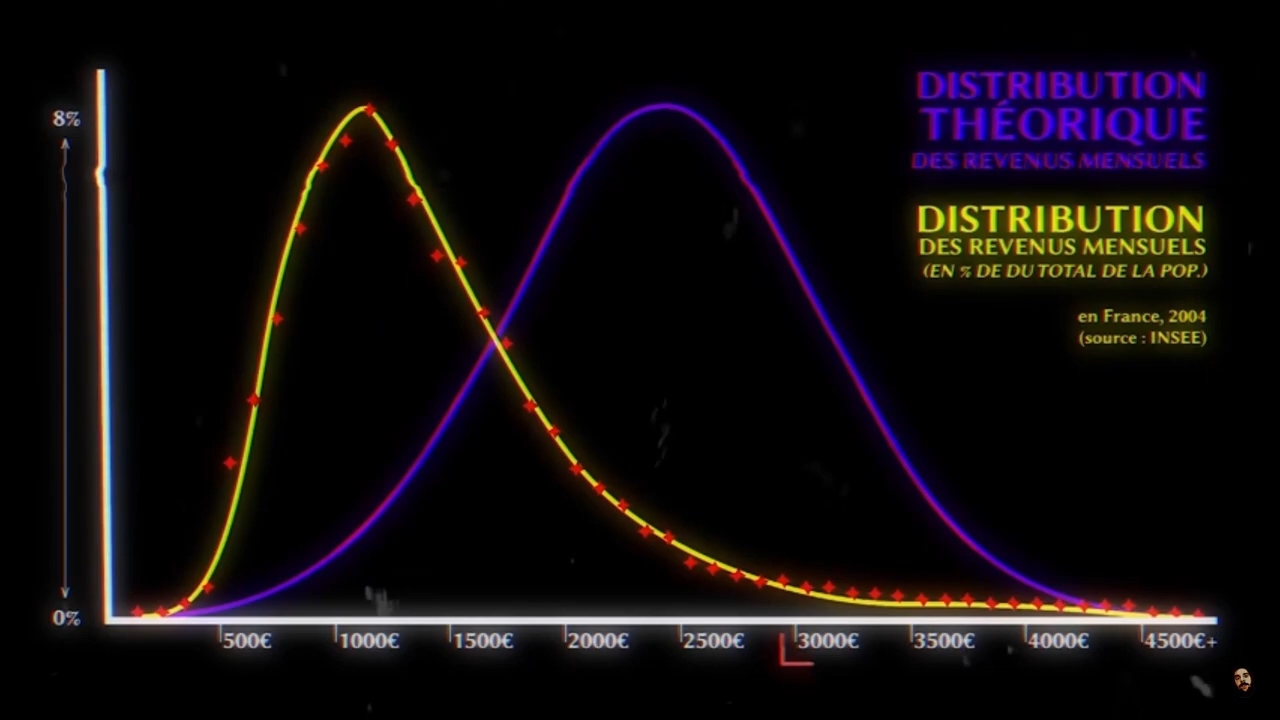 DISTRIBUTION
THÉORIQUE
DES REVENUS MENSUELS
DISTRIBUTION
DES REVENUS MENSUELS
(EN % DE DU TOTAL DE LA POP.)
en France, 2004
(source : INSEE)
8%
0%
500€ 1000€ 1500€ 2000€ 2500€ 3000€ 3500€ 4000€ 4500€+